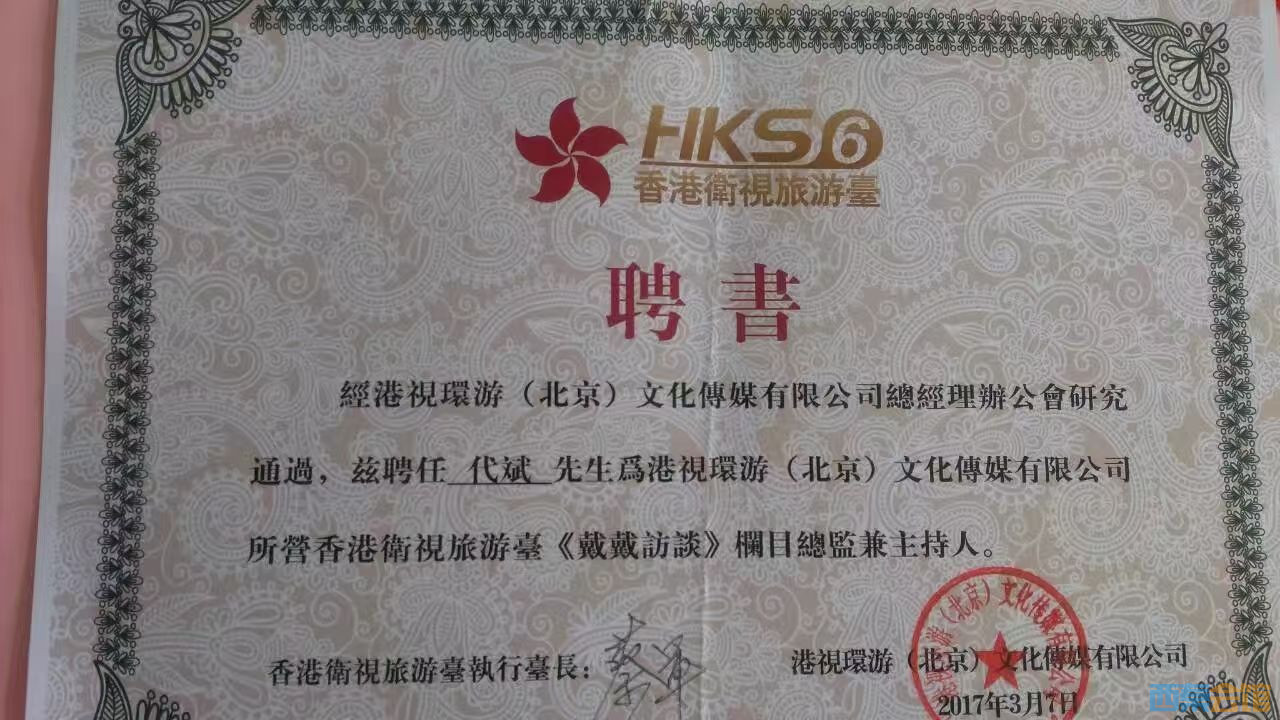 HKS6
香港衛視旅游臺
聘書
經港視環游（北京）文化傳媒有限公司總經理辦公會研究
通過，兹聘任 代斌 先生爲港視環游（北京）文化傳媒有限公司
所營香港衛視旅游臺《戴戴訪談》欄目總監兼主持人。
香港衛視旅游臺執行臺長：
港視環游（北京）文化傳媒有限公司
2017年3月7日